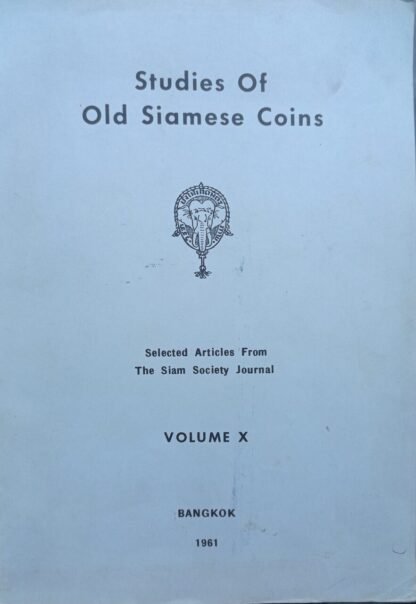 Studies Of
Old Siamese Coins
Selected Articles From
The Siam Society Journal
VOLUME X
BANGKOK
1961